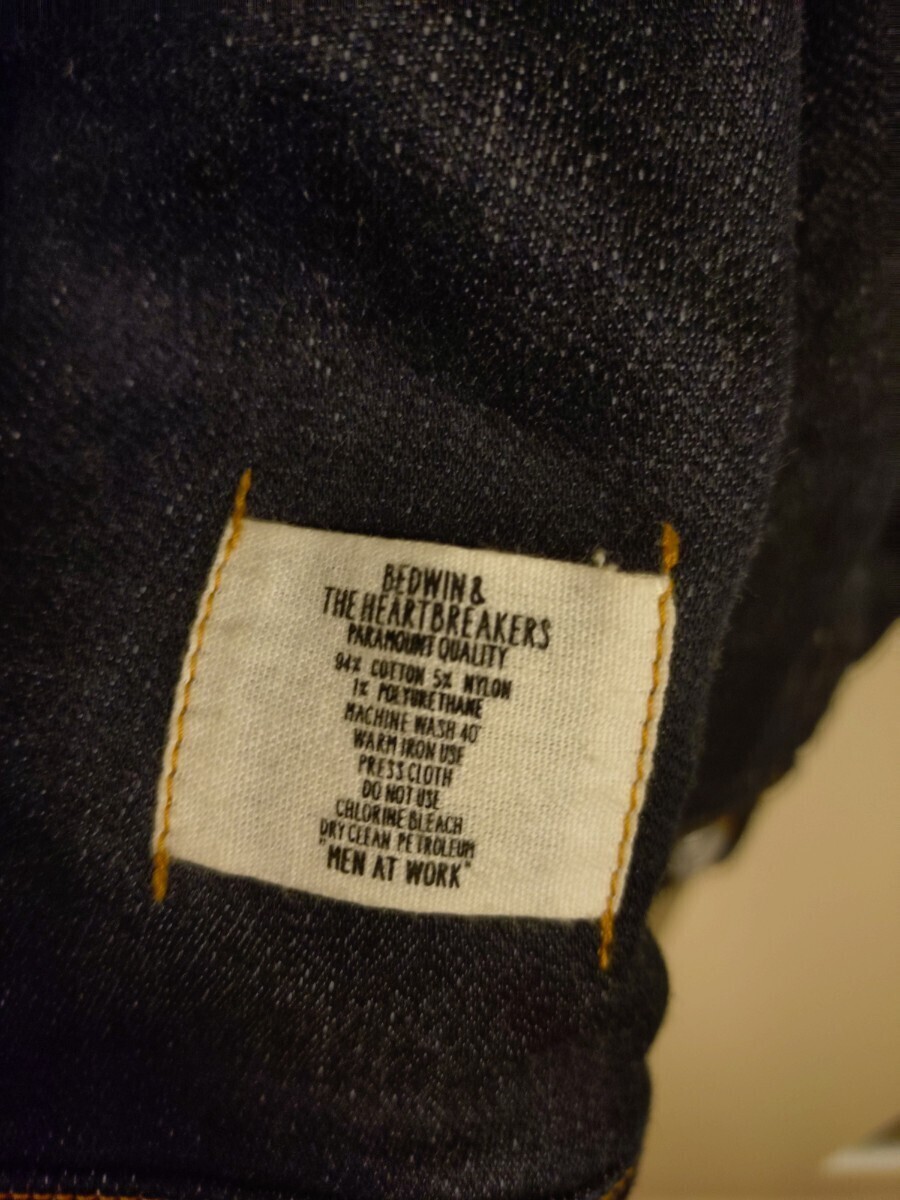 BEDWIN &
THE HEARTBREAKERS
PARAMOUNT QUALITY
94% COTTON 5% NYLON
1% POLYURETHANE
MACHINE WASH 40°
WARM IRON USE
PRESS CLOTH
DO NOT USE
CHLORINE BLEACH
DRY CLEAN PETROLEUM
"MEN AT WORK"